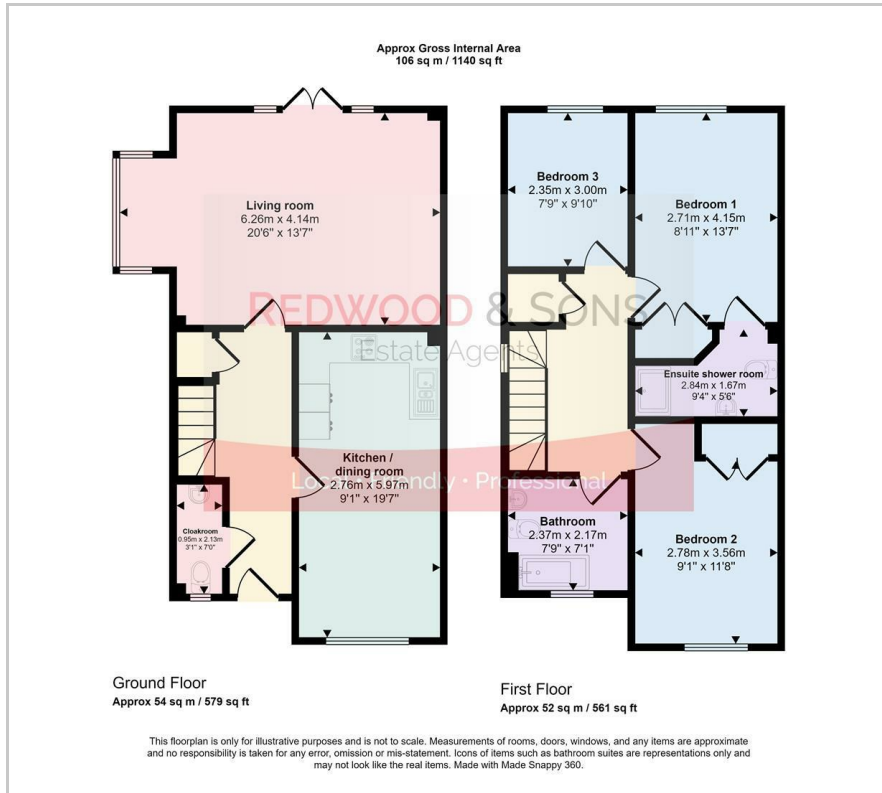 Approx Gross Internal Area
106 sq m / 1140 sq ft
Living room
6.26m x 4.14m
20'6" x 13'7"
Kitchen /
dining room
2.76m x 5.97m
9'1" x 19'7"
Cloakroom
0.95m x 2.13m
3'1" x 7'0"
Ground Floor
Approx 54 sq m / 579 sq ft
Bedroom 3
2.35m x 3.00m
7'9" x 9'10"
Bedroom 1
2.71m x 4.15m
8'11" x 13'7"
Ensuite shower room
2.84m x 1.67m
9'4" x 5'6"
Bathroom
2.37m x 2.17m
7'9" x 7'1"
Bedroom 2
2.78m x 3.56m
9'1" x 11'8"
First Floor
Approx 52 sq m / 561 sq ft
REDWOOD & SONS
Estate Agents
Local · Friendly · Professional
This floorplan is only for illustrative purposes and is not to scale. Measurements of rooms, doors, windows, and any items are approximate
and no responsibility is taken for any error, omission or mis-statement. Icons of items such as bathroom suites are representations only and
may not look like the real items. Made with Made Snappy 360.